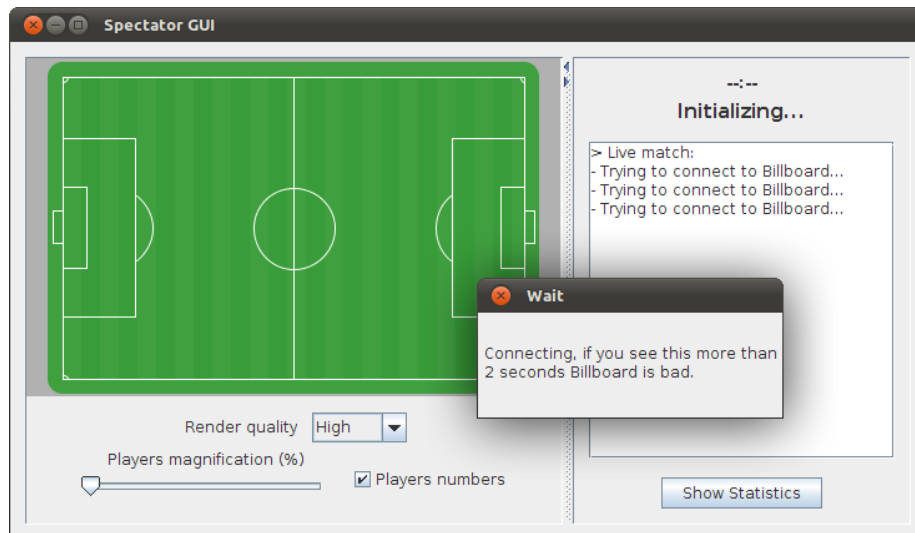 Spectator GUI
--:--
Initializing...
> Live match:
- Trying to connect to Billboard...
- Trying to connect to Billboard...
- Trying to connect to Billboard...
Wait
Connecting, if you see this more than
2 seconds Billboard is bad.
Render quality High
Players magnification (%)
Players numbers
Show Statistics